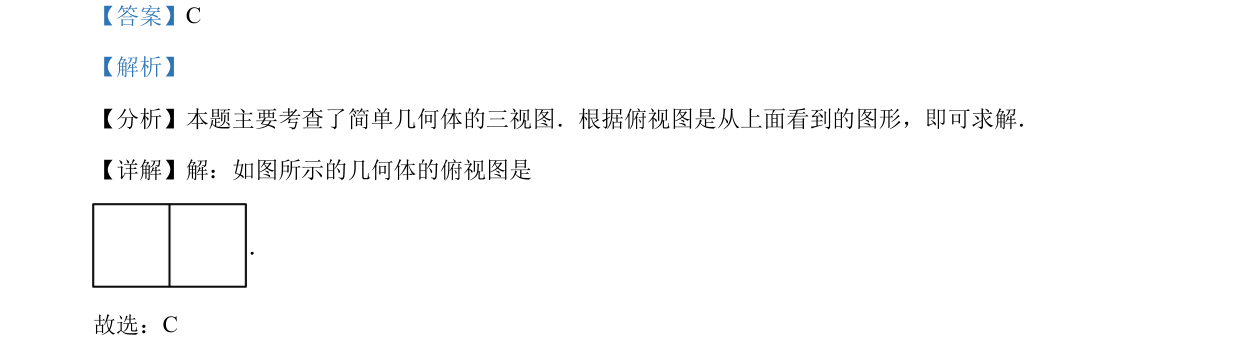 【答案】C
【解析】
【分析】本题主要考查了简单几何体的三视图．根据俯视图是从上面看到的图形，即可求解．
【详解】解：如图所示的几何体的俯视图是
．
故选：C